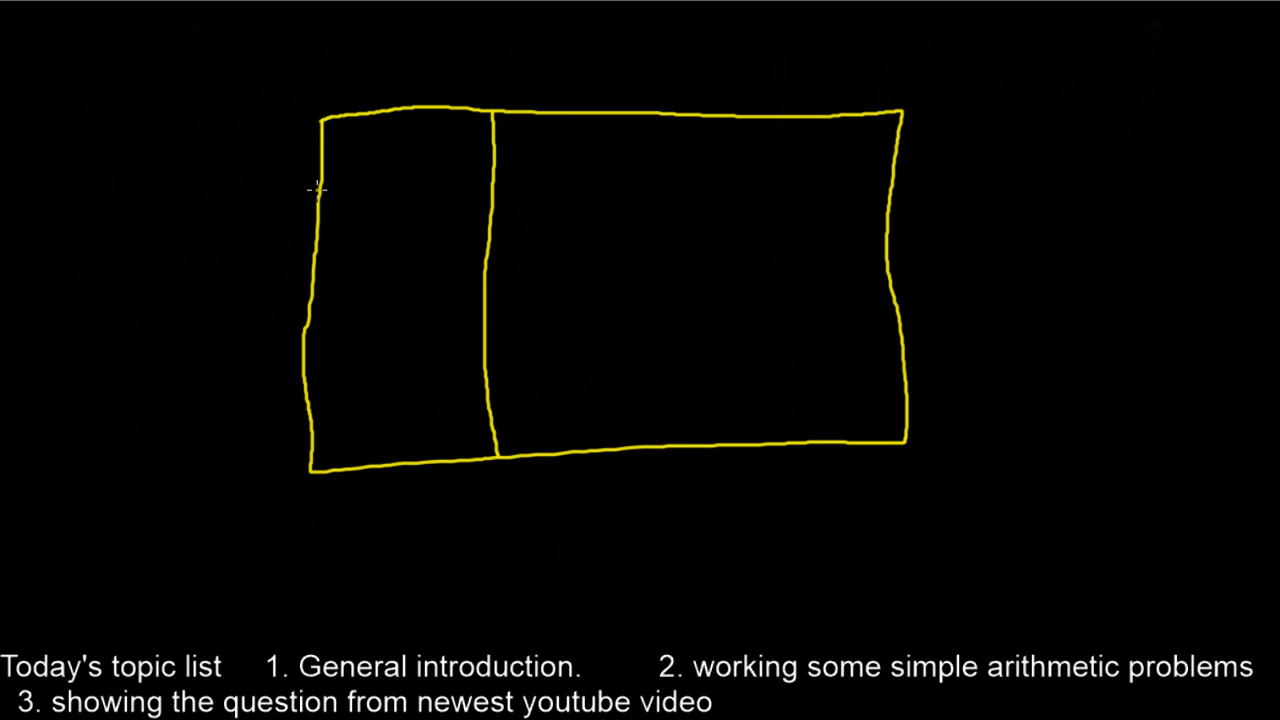 Today's topic list 1. General introduction. 2. working some simple arithmetic problems
3. showing the question from newest youtube video